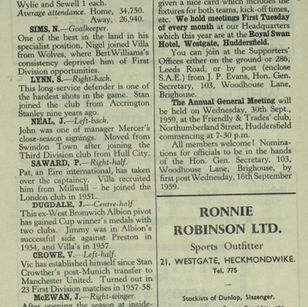 Wylie and Sewell 1 each.
Average attendance. Home, 34,750.
Away, 26,940.
SIMS, N.—Goalkeeper.
One of the best in the land in his
specialist position, Nigel joined Villa
from Wolves, where Bert Williams's
consistency deprived him of First
Division opportunities.
LYNN, S.—Right-back.
This long-service defender is one of
the hardest shots in the game. Stan
joined the club from Accrington
Stanley nine years ago.
NEAL, J.—Left-back.
John was one of manager Mercer's
close-season signings. Moved from
Swindon Town after joining the
Third Division club from Hull City.
SAWARD, P.—Left-half.
Pat, an Eire international, has taken
over the captaincy. Villa recruited
him from Millwall – he joined the
London club in 1951.
DUGDALE, J.—Centre-half
This ex-West Bromwich Albion pivot
has gained Cup winner's medals with
two clubs. Jimmy was in Albion's
successful side against Preston in
1954, and Villa's in 1957.
CROWE, V.—Left-half.
Vic has established himself since Stan
Crowther's post-Munich transfer to
Manchester United. Turned out in
23 First Division matches in 1957-58.
McEWAN, J.—Right-winger.
After opening the season at inside-
given a nice card which includes the
fixtures for both teams, kick-off times,
etc. We hold meetings First Tuesday
of every month at our Headquarters
which this year are at the Royal Swan
Hotel, Westgate, Huddersfield.
You can join at the Supporters'
Offices either on the ground or 286,
Leeds Road, or by post (enclose
S.A.E.) from J. P. Evans, Hon. Gen.
Secretary, 103, Woodhouse Lane,
Brighouse.
The Annual General Meeting will
be held on Wednesday, 30th Sept.,
1959, at the Friendly & Trades' club,
Northumberland Street, Huddersfield
commencing at 7-30 p.m.
All members welcome! Nomina-
tions for officials to be in the hands
of the Hon. Gen. Secretary, 103,
Woodhouse Lane, Brighouse, by
first post Wednesday, 16th September
1959.
RONNIE
ROBINSON LTD.
Sports Outfitter
21, WESTGATE, HECKMONDWIKE.
Tel. 775
Stockists of Dunlop, Slazenger,